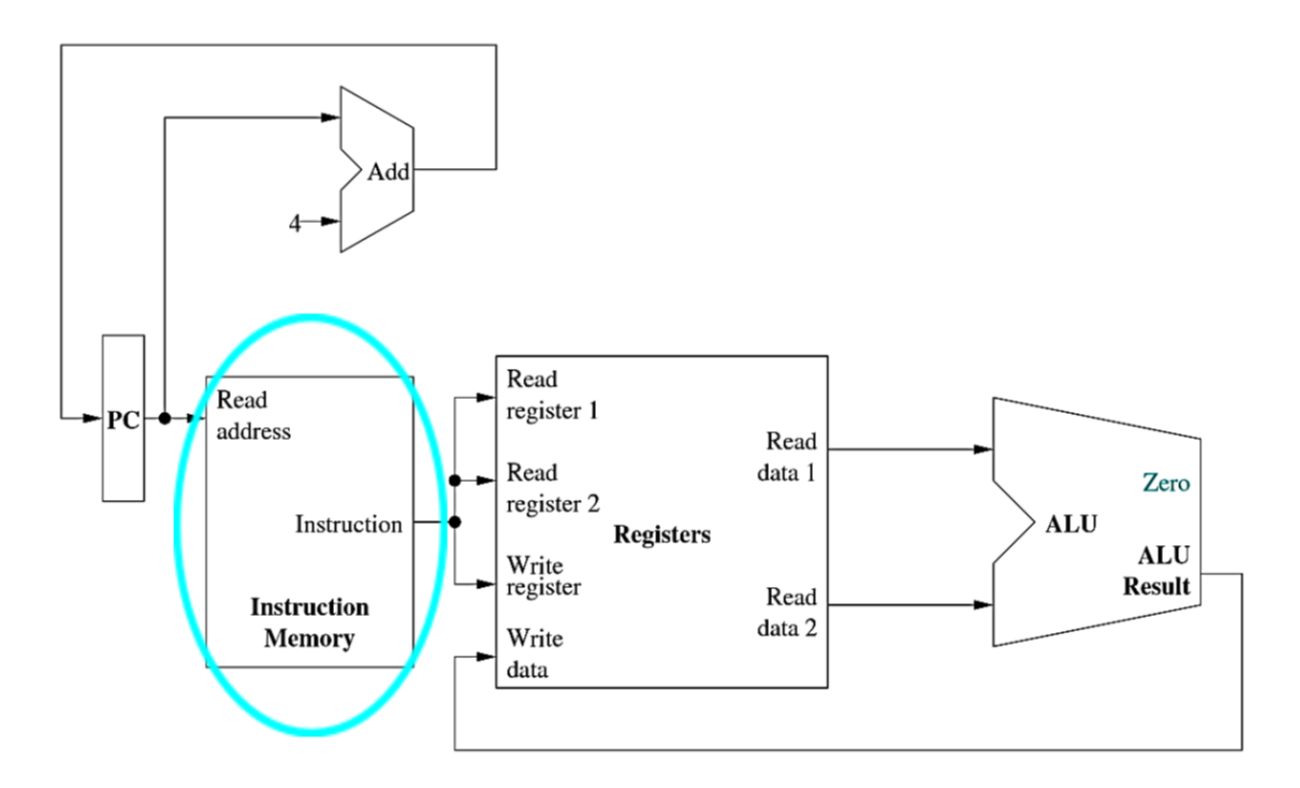 Add
4
PC
Read
address
Instruction
Instruction
Memory
Read
register 1
Read
register 2
Registers
Write
register
Write
data
Read
data 1
Read
data 2
Zero
ALU
ALU
Result